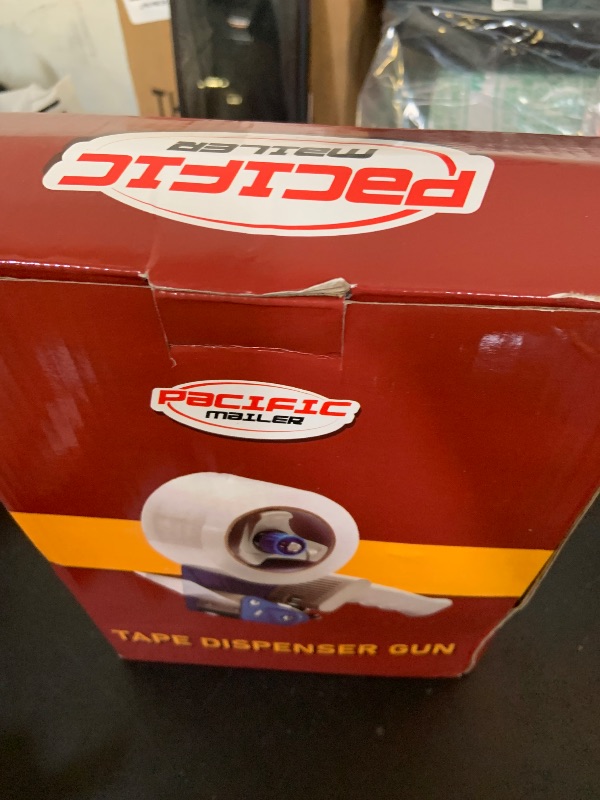 PACIFIC
MAILER
PACIFIC
MAILER
TAPE DISPENSER GUN